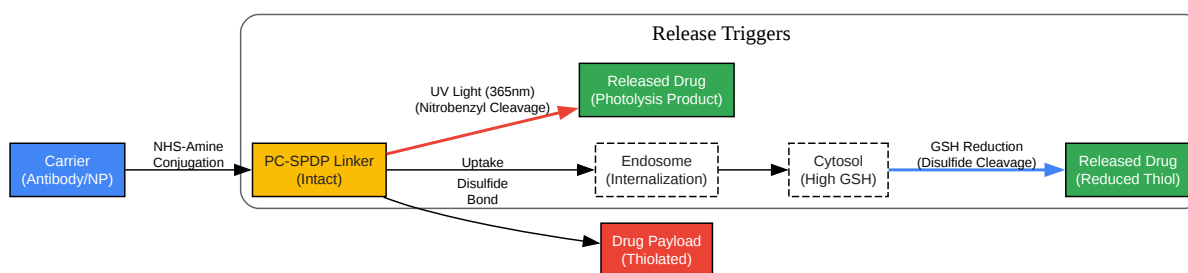 Release Triggers
Released Drug
(Photolysis Product)
UV Light (365nm)
(Nitrobenzyl Cleavage)
NHS-Amine
Conjugation
Carrier
(Antibody/NP)
PC-SPDP Linker
(Intact)
Uptake
Disulfide
Bond
Endosome
(Internalization)
Cytosol
(High GSH)
GSH Reduction
(Disulfide Cleavage)
Released Drug
(Reduced Thiol)
Drug Payload
(Thiolated)